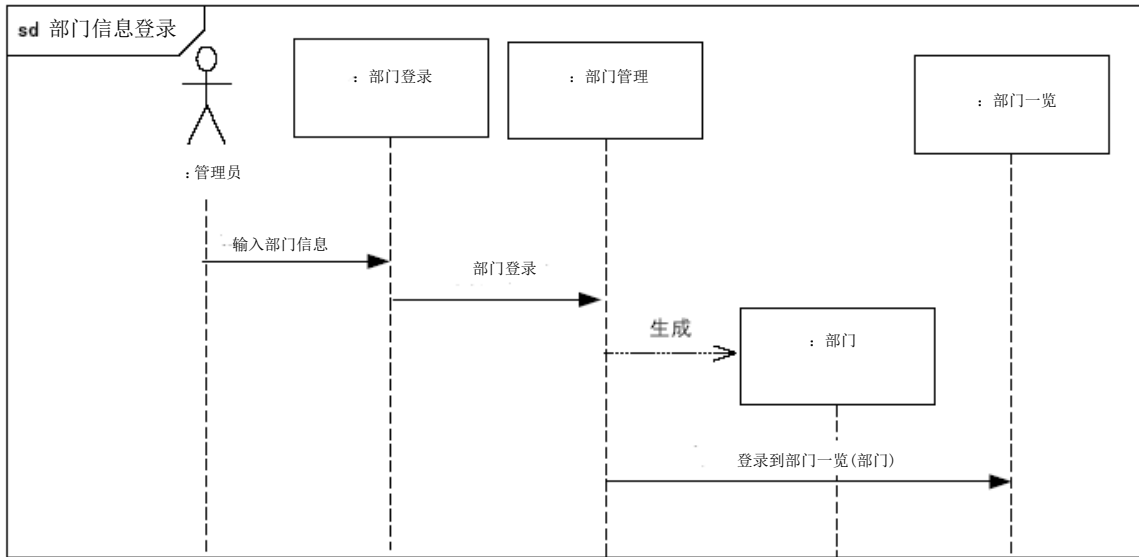 sd 部门信息登录
：部门登录
：部门管理
：部门一览
：管理员
输入部门信息
部门登录
生成
：部门
登录到部门一览(部门)